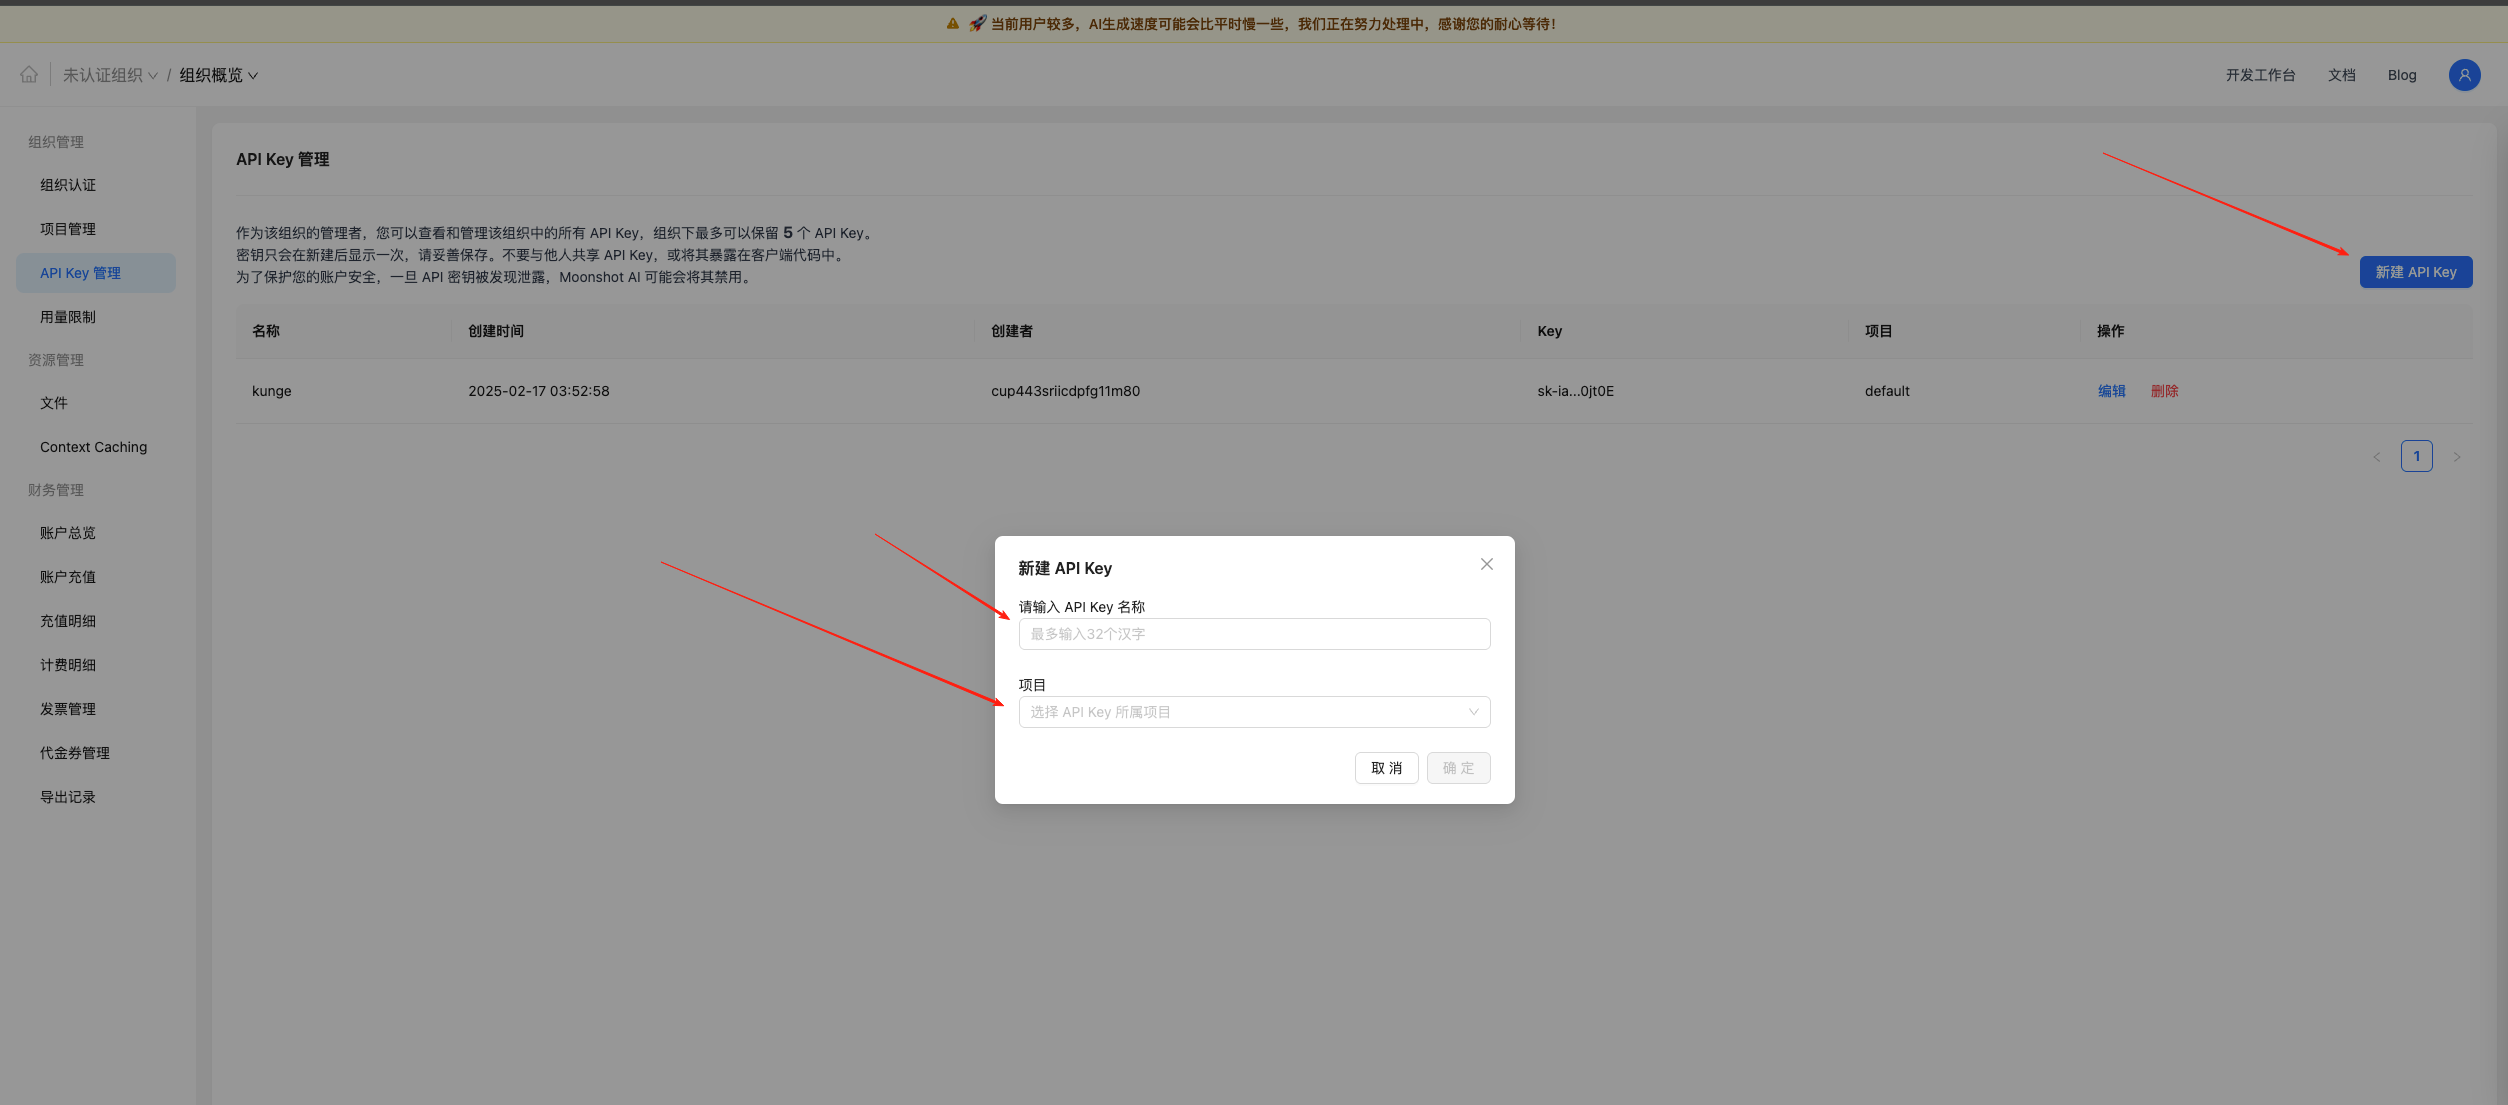 当前用户较多，AI生成速度可能会比平时慢一些，我们正在努力处理中，感谢您的耐心等待！
未认证组织 / 组织概览
开发工作台 文档 Blog
组织管理
组织认证
项目管理
API Key 管理
用量限制
资源管理
文件
Context Caching
财务管理
账户总览
账户充值
充值明细
计费明细
发票管理
代金券管理
导出记录
API Key 管理
作为该组织的管理者，您可以查看和管理该组织中的所有 API Key，组织下最多可以保留 5 个 API Key。
密钥只会在新建后显示一次，请妥善保存。不要与他人共享 API Key，或将其暴露在客户端代码中。
为了保护您的账户安全，一旦 API 密钥被发现泄露，Moonshot AI 可能会将其禁用。
新建 API Key
名称 创建时间 创建者 Key 项目 操作
kunge 2025-02-17 03:52:58 cup443sriicdpfg11m80 sk-ia...0jt0E default 编辑 删除
1
新建 API Key
请输入 API Key 名称
最多输入32个汉字
项目
选择 API Key 所属项目
取 消 确 定